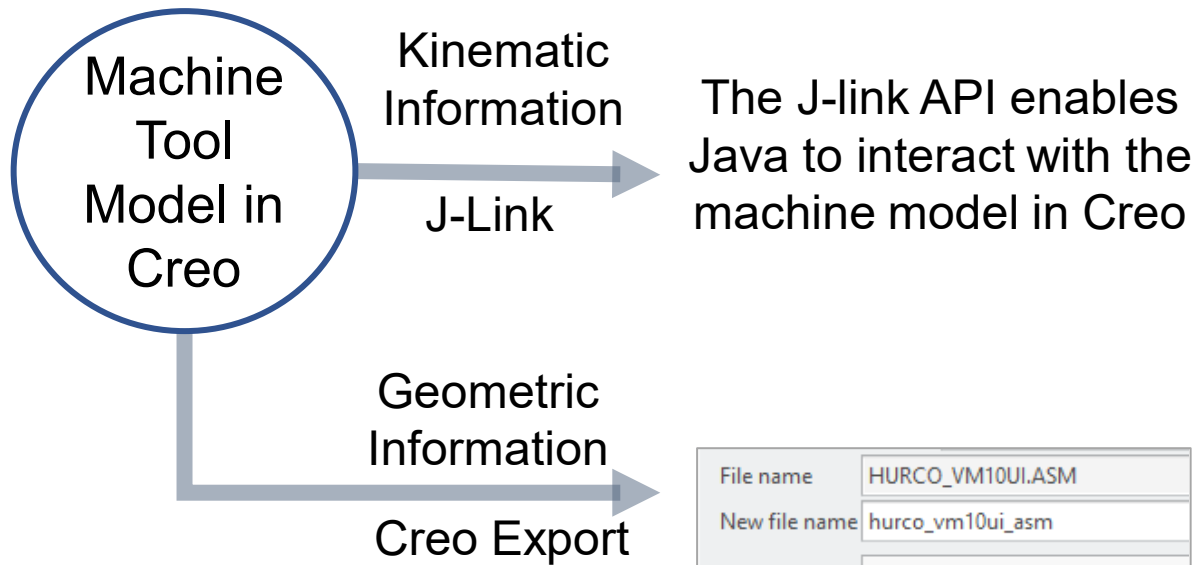 Machine
Tool
Model in
Creo
Kinematic
Information
J-Link
The J-link API enables
Java to interact with the
machine model in Creo
Geometric
Information
Creo Export
File name HURCO_VM10UI.ASM
New file name hurco_vm10ui_asm